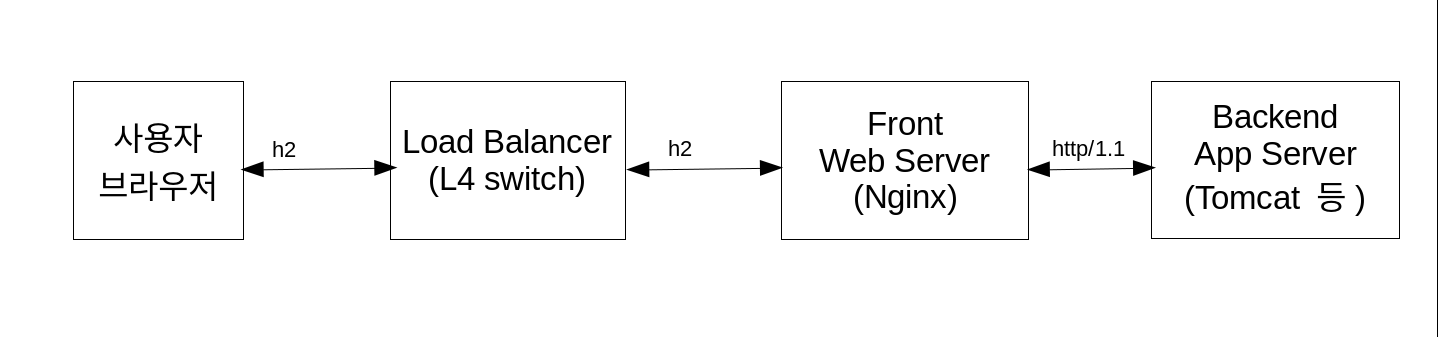 사용자
브라우저
h2
Load Balancer
(L4 switch)
h2
Front
Web Server
(Nginx)
http/1.1
Backend
App Server
(Tomcat 등 )